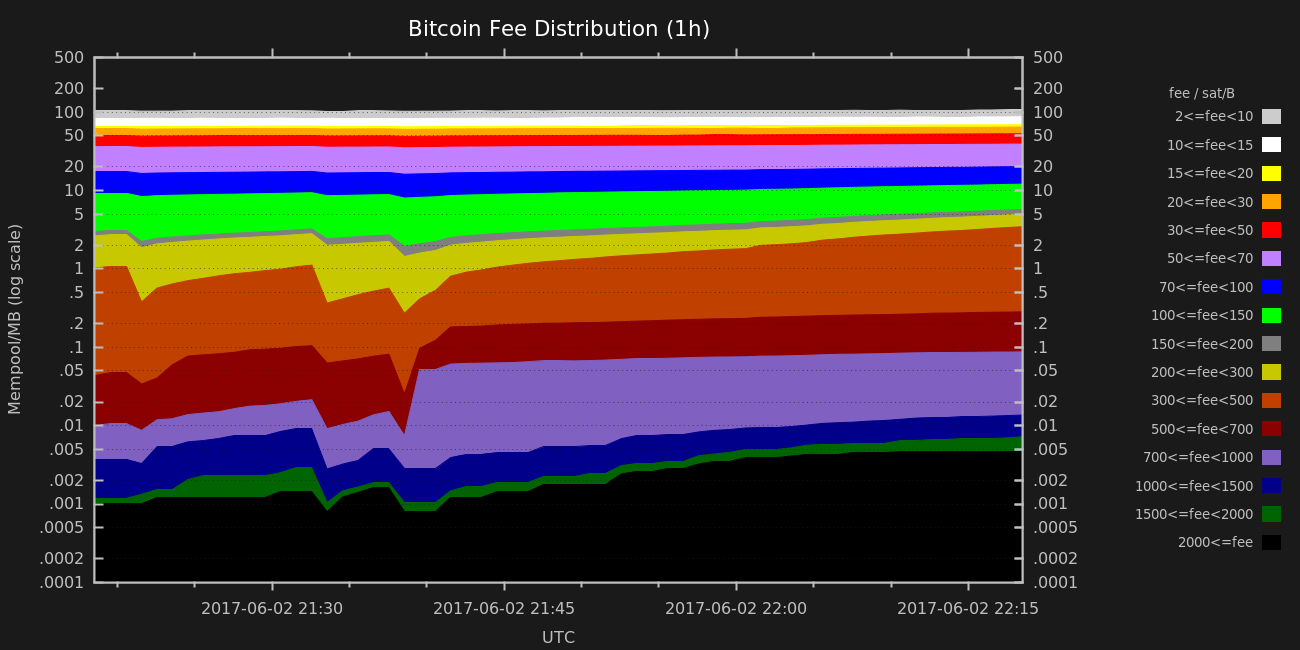 Bitcoin Fee Distribution (1h)
500 500
200 200
100 100
50 50
20 20
10 10
5 5
2 2
1 1
.5 .5
.2 .2
.1 .1
.05 .05
.02 .02
.01 .01
.005 .005
.002 .002
.001 .001
.0005 .0005
.0002 .0002
.0001 .0001
Mempool/MB (log scale)
2017-06-02 21:30 2017-06-02 21:45 2017-06-02 22:00 2017-06-02 22:15
UTC
fee / sat/B
2<=fee<10
10<=fee<15
15<=fee<20
20<=fee<30
30<=fee<50
50<=fee<70
70<=fee<100
100<=fee<150
150<=fee<200
200<=fee<300
300<=fee<500
500<=fee<700
700<=fee<1000
1000<=fee<1500
1500<=fee<2000
2000<=fee